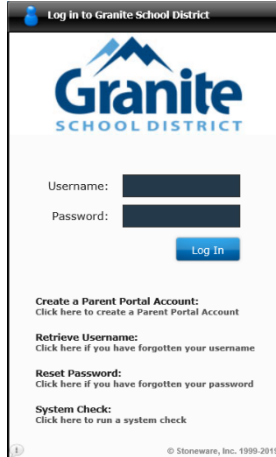 Log in to Granite School District
Granite
SCHOOL DISTRICT
Username:
Password:
Log In
Create a Parent Portal Account:
Click here to create a Parent Portal Account
Retrieve Username:
Click here if you have forgotten your username
Reset Password:
Click here if you have forgotten your password
System Check:
Click here to run a system check
© Stoneware, Inc. 1999-2019